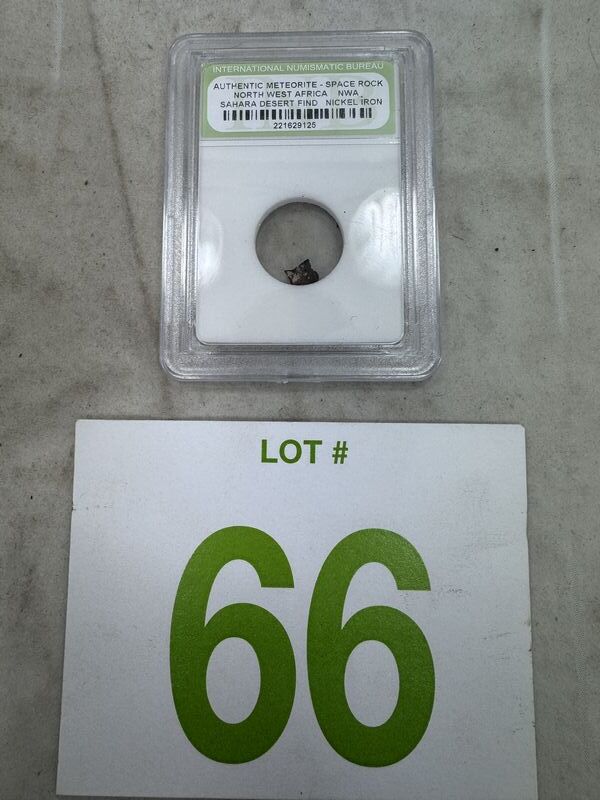 INTERNATIONAL NUMISMATIC BUREAU
AUTHENTIC METEORITE - SPACE ROCK
NORTH WEST AFRICA NWA
SAHARA DESERT FIND NICKEL IRON
221629125
LOT #
66